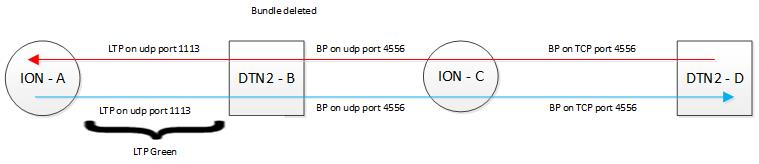 Bundle deleted
LTP on udp port 1113
BP on udp port 4556
BP on TCP port 4556
ION - A
DTN2 - B
ION - C
DTN2 - D
LTP on udp port 1113
BP on udp port 4556
BP on TCP port 4556
LTP Green